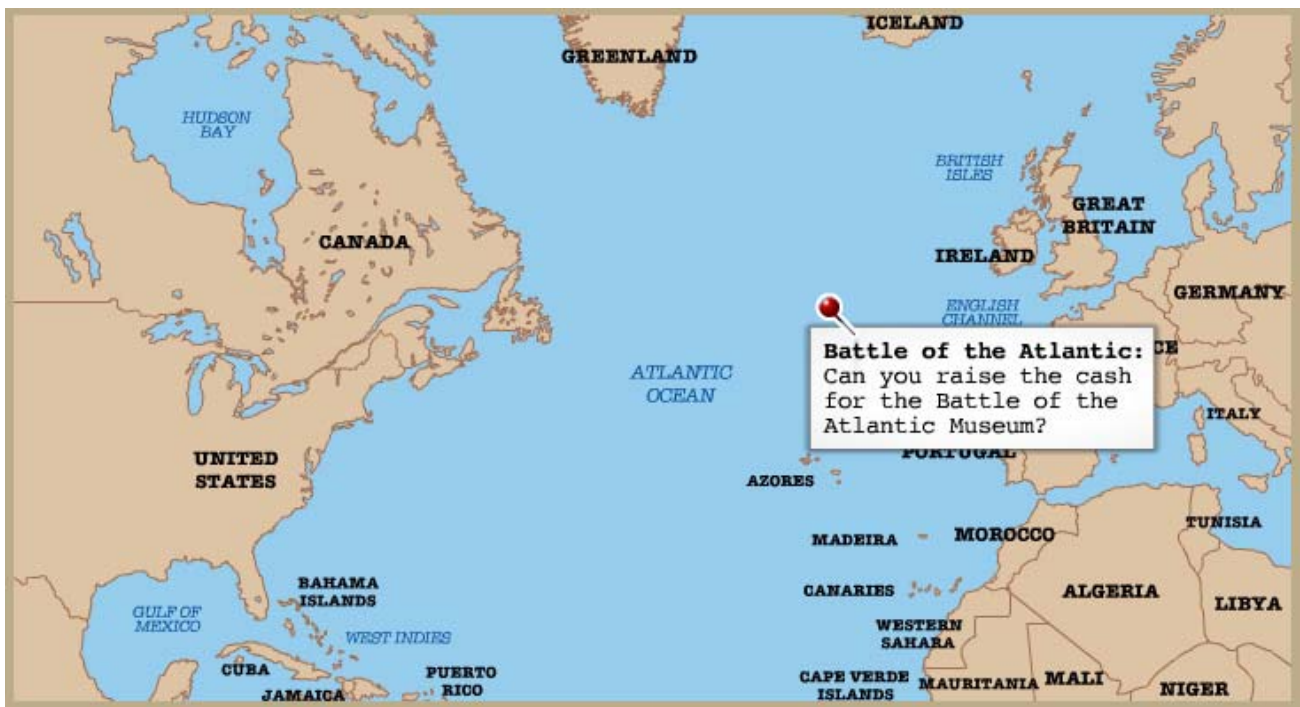 ICELAND
GREENLAND
HUDSON
BAY
BRITISH
ISLES
GREAT
BRITAIN
CANADA
IRELAND
GERMANY
ENGLISH
CHANNEL
Battle of the Atlantic:
Can you raise the cash
for the Battle of the
Atlantic Museum?
CE
ATLANTIC
OCEAN
ITALY
UNITED
STATES
PORTUGAL
AZORES
TUNISIA
MADEIRA
MOROCCO
BAHAMA
ISLANDS
CANARIES
ALGERIA
LIBYA
GULF OF
MEXICO
WEST INDIES
WESTERN
SAHARA
CUBA
PUERTO
RICO
CAPE VERDE
ISLANDS
MAURITANIA
MALI
NIGER
JAMAICA